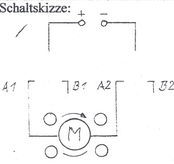 Schaltskizze:
+ −
A1 B1 A2 B2
M